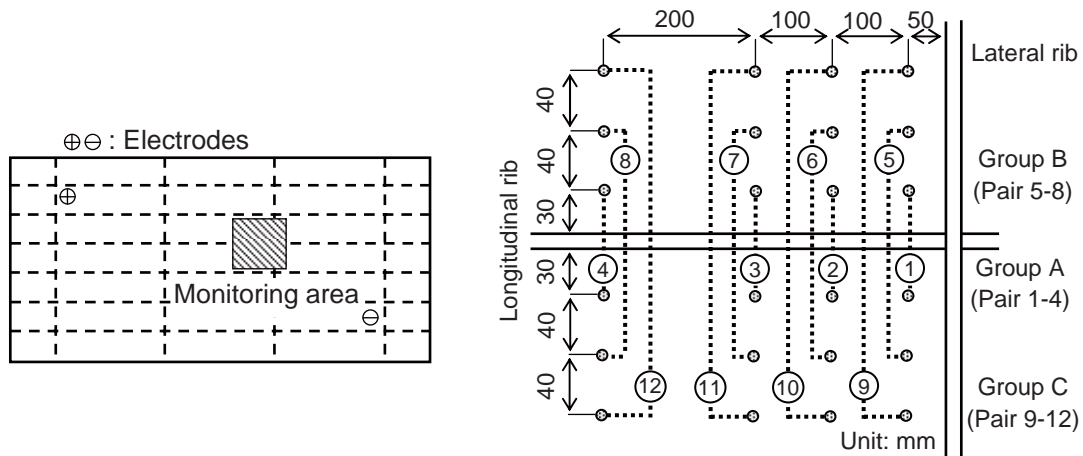 ⊕⊖ : Electrodes
Monitoring area
200
100
100
50
Lateral rib
40
40
30
30
40
40
Longitudinal rib
8
7
6
5
Group B
(Pair 5-8)
4
3
2
1
Group A
(Pair 1-4)
12
11
10
9
Group C
(Pair 9-12)
Unit: mm